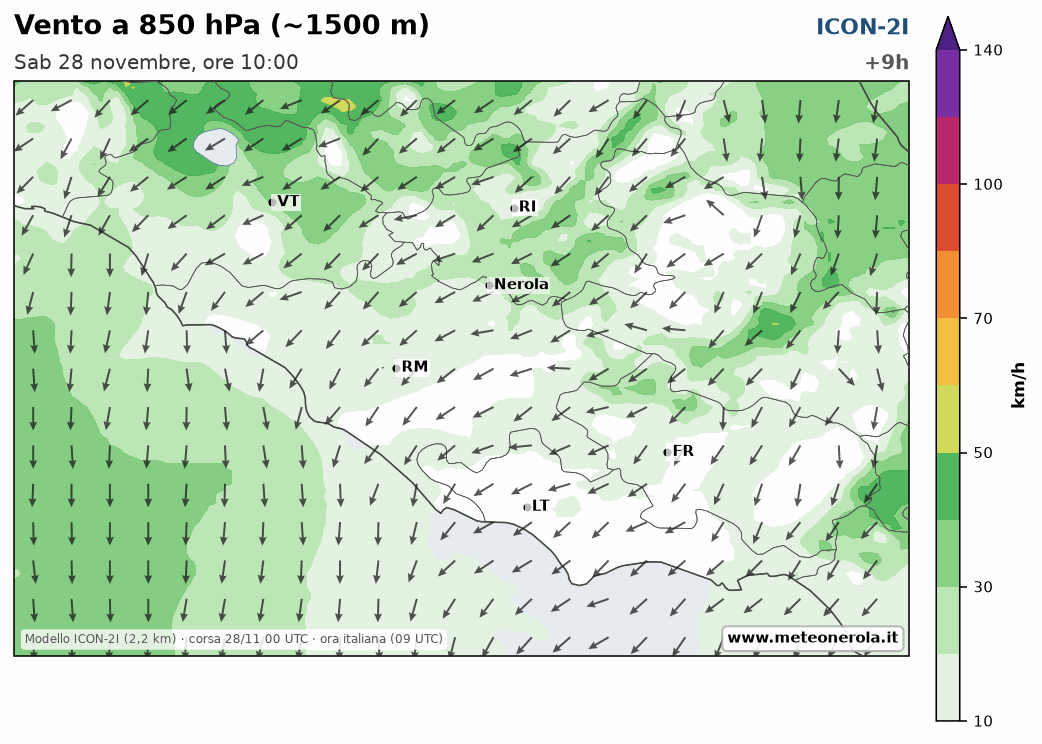 Vento a 850 hPa (~1500 m)
ICON-2I
Sab 28 novembre, ore 10:00
+9h
140
100
70
50
30
10
km/h
VT
RI
Nerola
RM
FR
LT
Modello ICON-2I (2,2 km) · corsa 28/11 00 UTC · ora italiana (09 UTC)
www.meteonerola.it